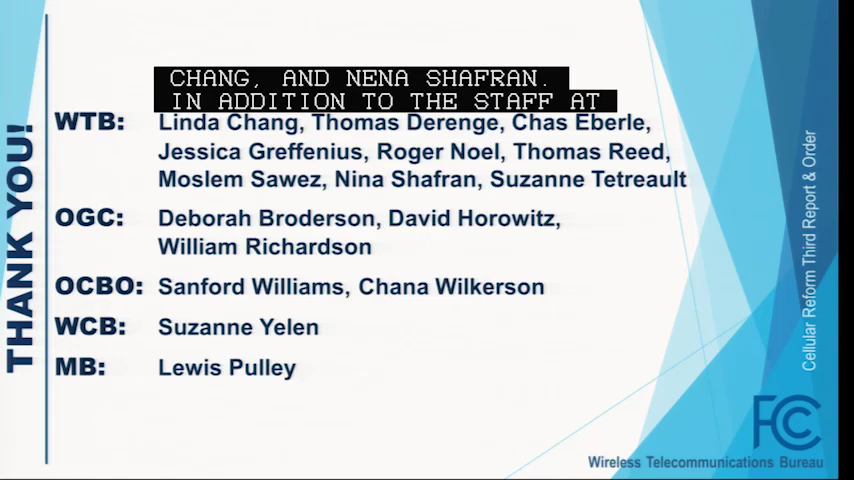 CHANG, AND NENA SHAFRAN.
IN ADDITION TO THE STAFF AT
THANK YOU!
WTB: Linda Chang, Thomas Derenge, Chas Eberle,
Jessica Greffenius, Roger Noel, Thomas Reed,
Moslem Sawez, Nina Shafran, Suzanne Tetreault
OGC: Deborah Broderson, David Horowitz,
William Richardson
OCBO: Sanford Williams, Chana Wilkerson
WCB: Suzanne Yelen
MB: Lewis Pulley
Cellular Reform Third Report & Order
FCC
Wireless Telecommunications Bureau